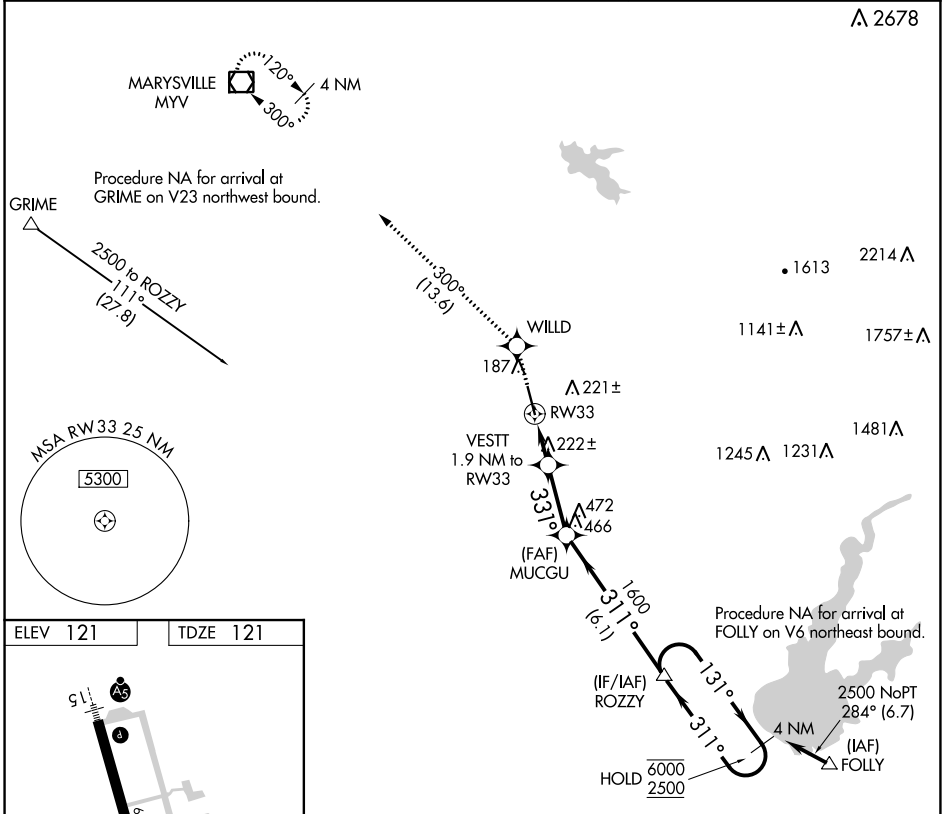 2678
MARYSVILLE
MYV
120°
300°
4 NM
Procedure NA for arrival at
GRIME on V23 northwest bound.
GRIME
2500 to ROZZY
111°
(27.8)
300°
(13.6)
WILLD
187
221±
RW33
VESTT
1.9 NM to
RW33
222±
331°
472
466
(FAF)
MUCGU
1613
2214
1141±
1757±
1481
1245
1231
MSA RW33 25 NM
5300
1600
311°
(6.1)
Procedure NA for arrival at
FOLLY on V6 northeast bound.
(IF/IAF)
ROZZY
131°
311°
4 NM
2500 NoPT
284° (6.7)
(IAF)
FOLLY
HOLD
6000
2500
ELEV 121
TDZE 121
15
A5
P